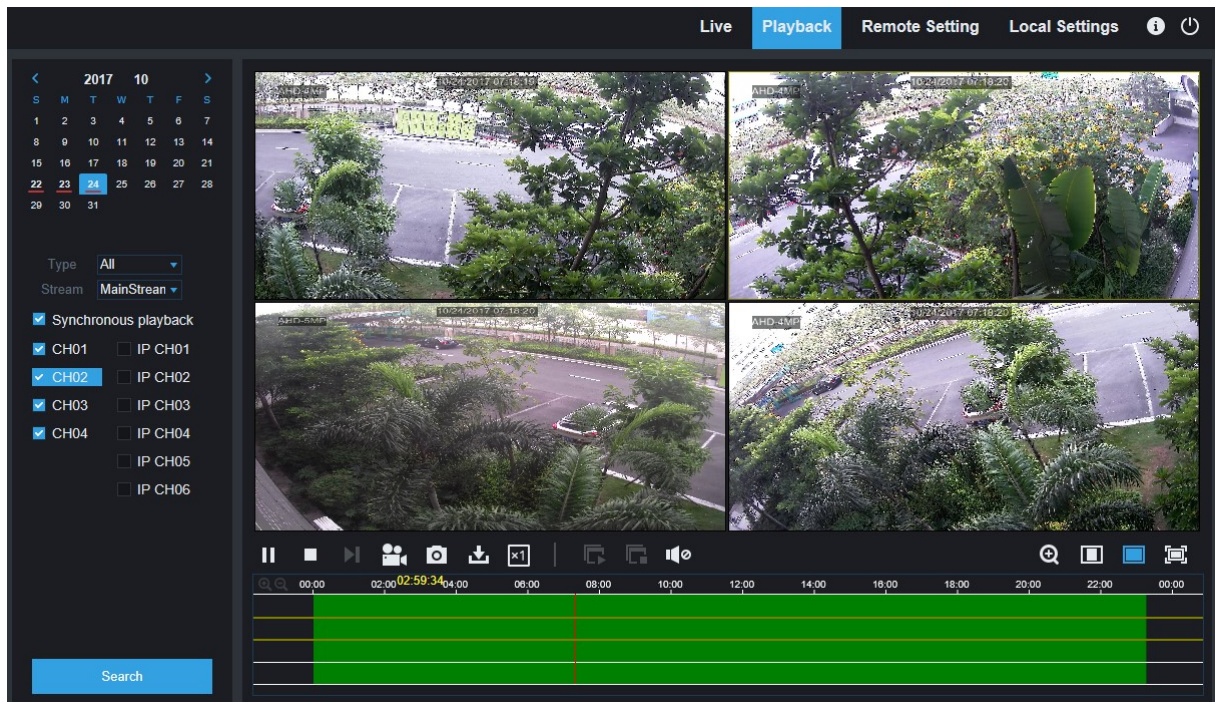 Live Playback Remote Setting Local Settings
2017 10
S M T W T F S
1 2 3 4 5 6 7
8 9 10 11 12 13 14
15 16 17 18 19 20 21
22 23 24 25 26 27 28
29 30 31
Type All
Stream MainStrean
Synchronous playback
CH01 IP CH01
CH02 IP CH02
CH03 IP CH03
CH04 IP CH04
IP CH05
IP CH06
Search
10/24/2017 07:18:19
AHD-4MP
10/24/2017 07:18:20
AHD-4MP
10/24/2017 07:18:20
AHD-5MP
10/24/2017 07:18:20
AHD-4MP
×1
00:00 02:00 02:59:34 04:00 06:00 08:00 10:00 12:00 14:00 16:00 18:00 20:00 22:00 00:00